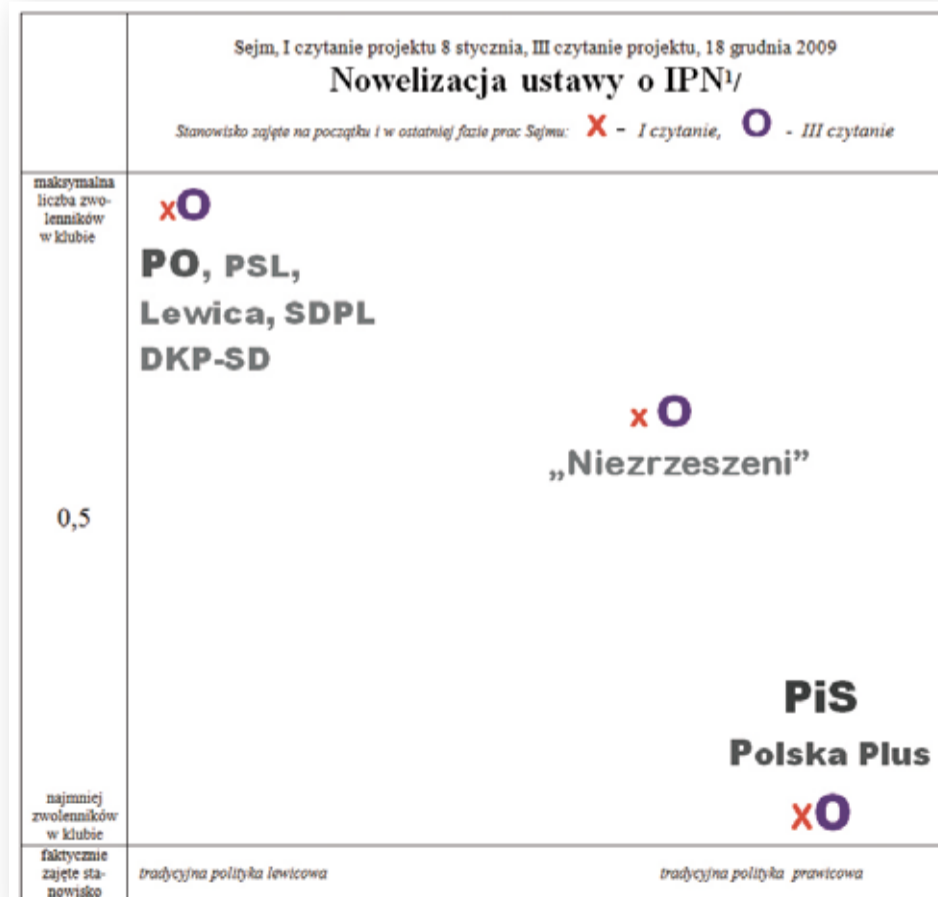 Sejm, I czytanie projektu 8 stycznia, III czytanie projektu, 18 grudnia 2009
Nowelizacja ustawy o IPN¹/
Stanowisko zajęte na początku i w ostatniej fazie prac Sejmu: X - I czytanie, O - III czytanie
maksymalna
liczba zwo-
lenników
w klubie
xO
PO, PSL,
Lewica, SDPL
DKP-SD
x O
„Niezrzeszeni”
0,5
PiS
Polska Plus
najmniej
zwolenników
w klubie
xO
faktycznie
zajęte sta-
nowisko
tradycyjna polityka lewicowa
tradycyjna polityka prawicowa